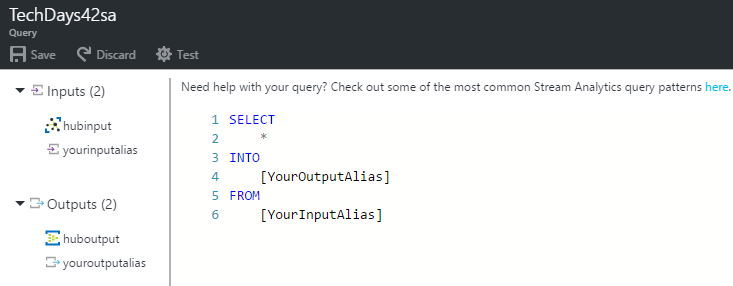 TechDays42sa
Query
Save Discard Test
Inputs (2)
hubinput
yourinputalias
Outputs (2)
huboutput
youroutputalias
Need help with your query? Check out some of the most common Stream Analytics query patterns here.
1 SELECT
2 *
3 INTO
4 [YourOutputAlias]
5 FROM
6 [YourInputAlias]